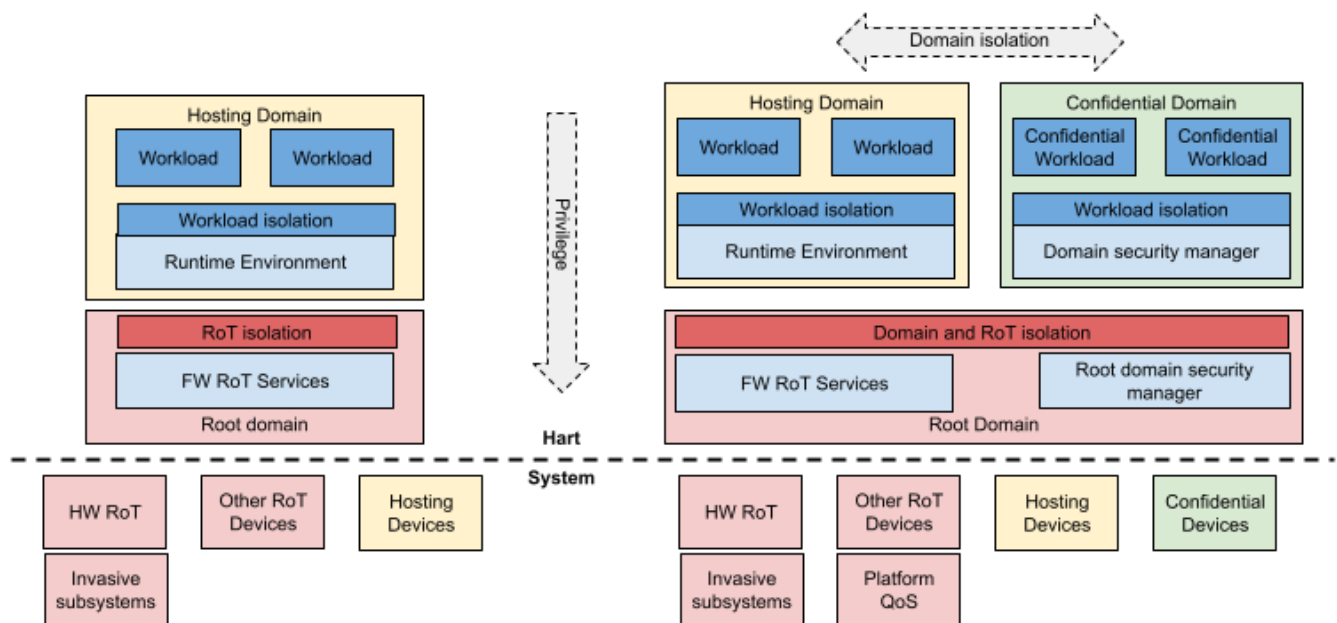 Domain isolation
Hosting Domain
Workload
Workload
Workload isolation
Runtime Environment
RoT isolation
FW RoT Services
Root domain
Privilege
Hosting Domain
Workload
Workload
Workload isolation
Runtime Environment
Confidential Domain
Confidential
Workload
Confidential
Workload
Workload isolation
Domain security manager
Domain and RoT isolation
FW RoT Services
Root domain security
manager
Root Domain
Hart
System
HW RoT
Other RoT
Devices
Hosting
Devices
Invasive
subsystems
HW RoT
Other RoT
Devices
Hosting
Devices
Confidential
Devices
Invasive
subsystems
Platform
QoS